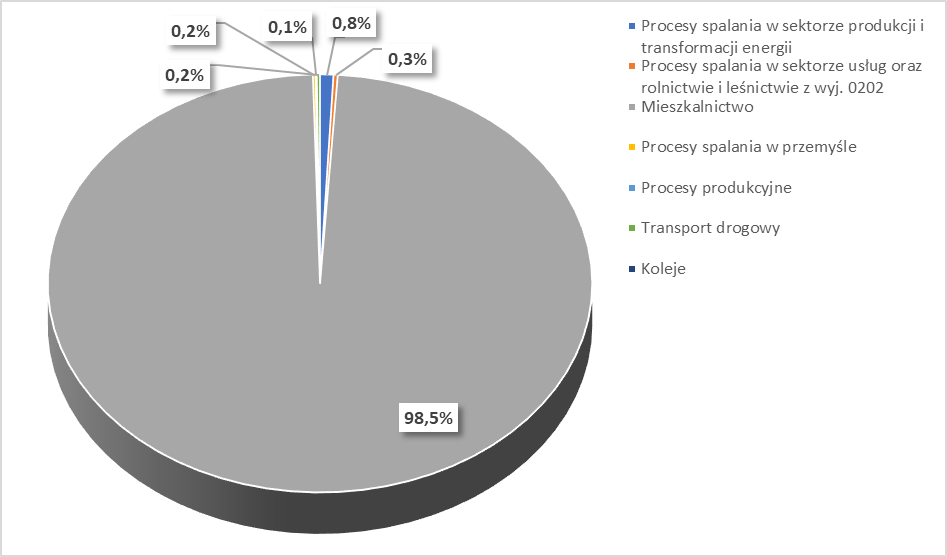 0,2%
0,1%
0,8%
0,3%
0,2%
98,5%
Procesy spalania w sektorze produkcji i
transformacji energii
Procesy spalania w sektorze usług oraz
rolnictwie i leśnictwie z wyj. 0202
Mieszkalnictwo
Procesy spalania w przemyśle
Procesy produkcyjne
Transport drogowy
Koleje